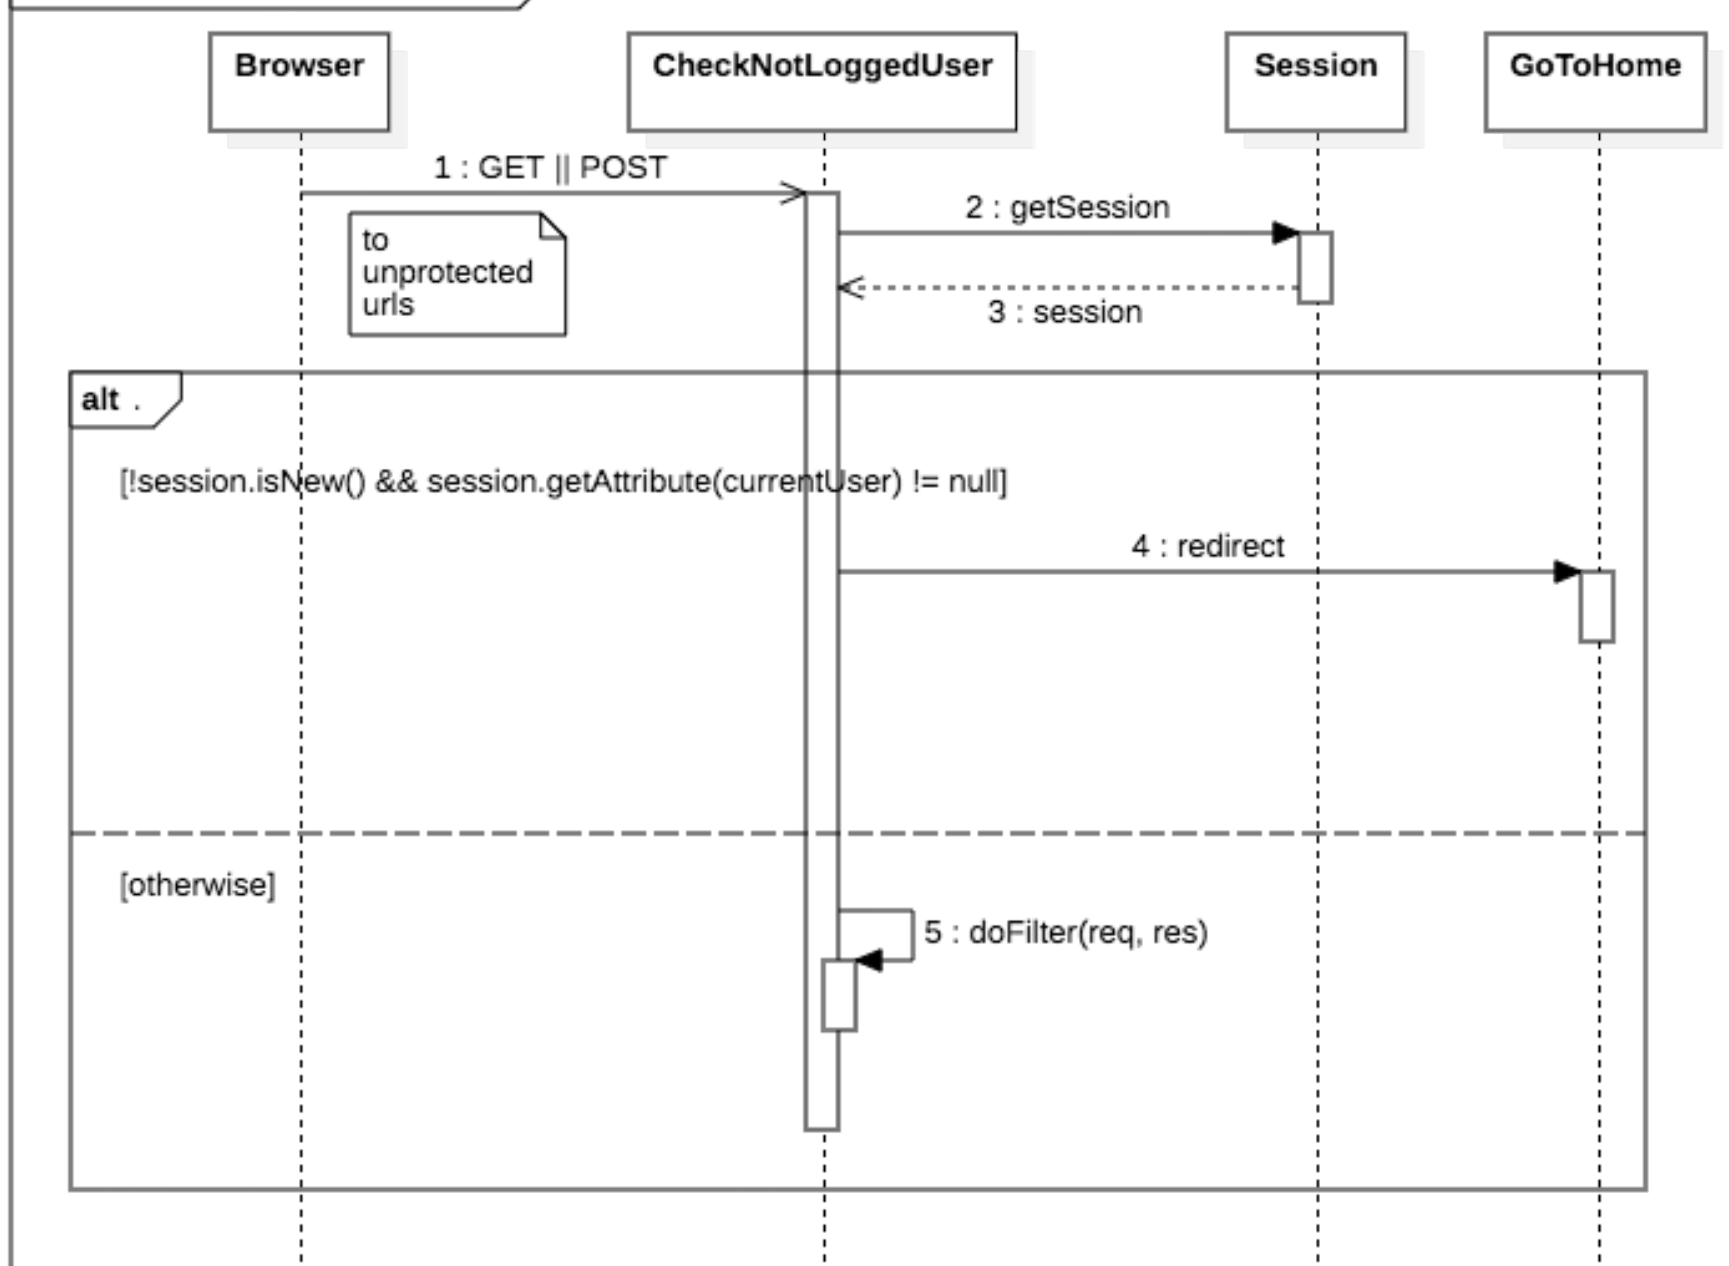 Browser
CheckNotLoggedUser
Session
GoToHome
1 : GET || POST
2 : getSession
to
unprotected
urls
3 : session
alt .
[!session.isNew() && session.getAttribute(currentUser) != null]
4 : redirect
[otherwise]
5 : doFilter(req, res)